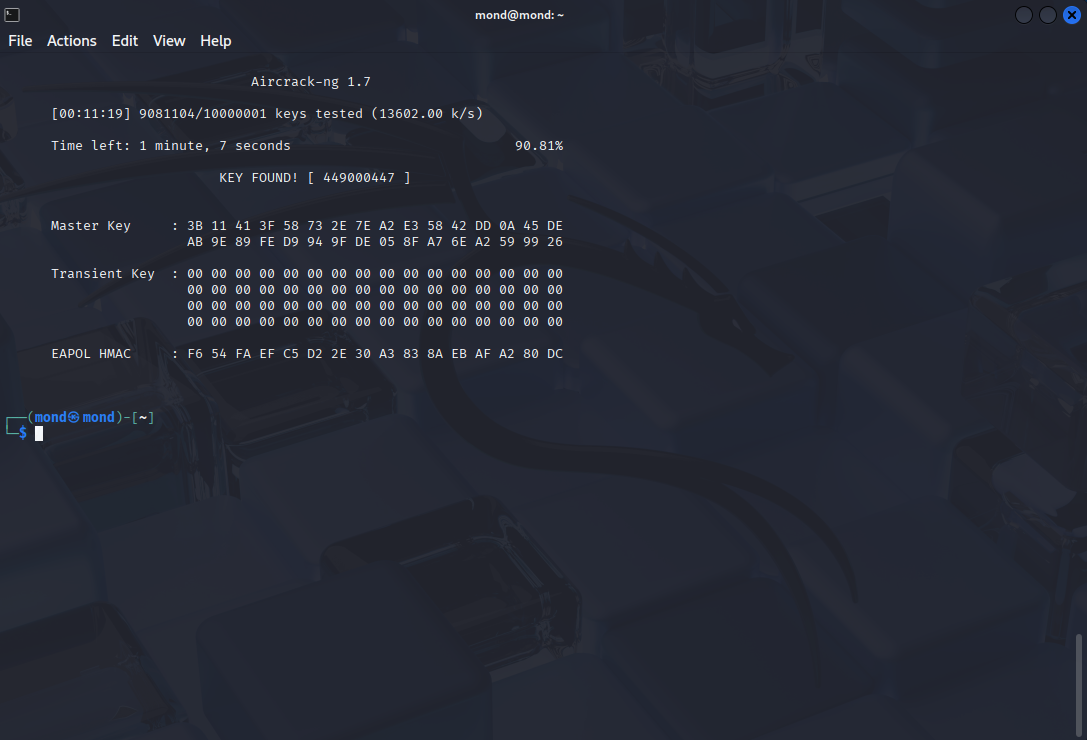 mond@mond: ~
File Actions Edit View Help
Aircrack-ng 1.7
[00:11:19] 9081104/10000001 keys tested (13602.00 k/s)
Time left: 1 minute, 7 seconds 90.81%
KEY FOUND! [ 449000447 ]
Master Key : 3B 11 41 3F 58 73 2E 7E A2 E3 58 42 DD 0A 45 DE
AB 9E 89 FE D9 94 9F DE 05 8F A7 6E A2 59 99 26
Transient Key : 00 00 00 00 00 00 00 00 00 00 00 00 00 00 00 00
00 00 00 00 00 00 00 00 00 00 00 00 00 00 00 00
00 00 00 00 00 00 00 00 00 00 00 00 00 00 00 00
00 00 00 00 00 00 00 00 00 00 00 00 00 00 00 00
EAPOL HMAC : F6 54 FA EF C5 D2 2E 30 A3 83 8A EB AF A2 80 DC
┌──(mond㉿mond)-[~]
└─$